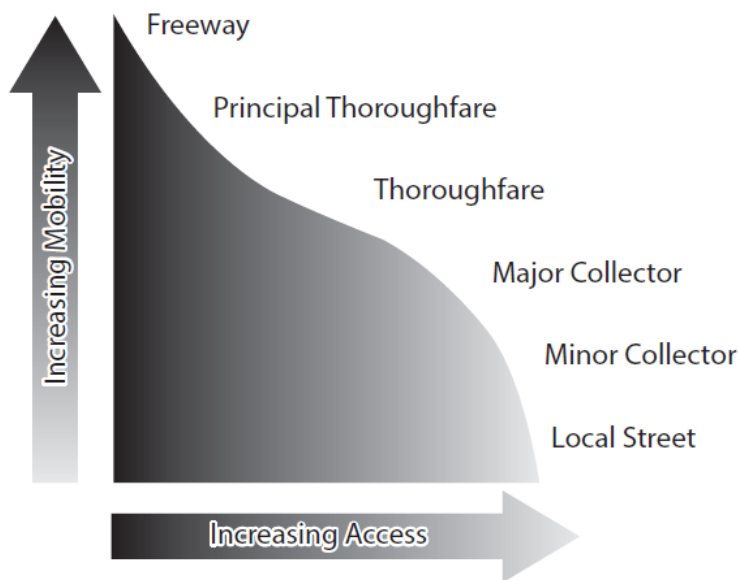 Freeway
Principal Thoroughfare
Thoroughfare
Major Collector
Minor Collector
Local Street
Increasing Mobility
Increasing Access